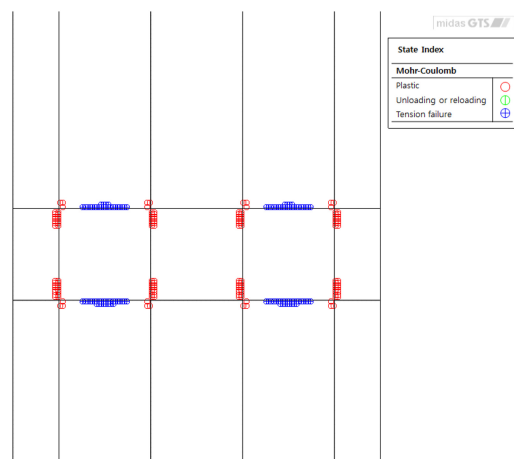 midas GTS
State Index
Mohr-Coulomb
Plastic
Unloading or reloading
Tension failure